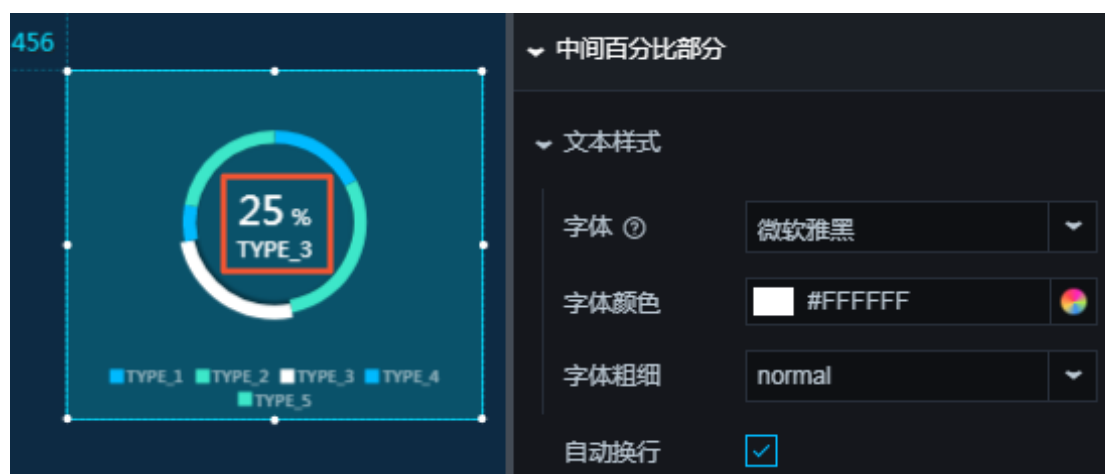 456
25 %
TYPE_3
TYPE_1 TYPE_2 TYPE_3 TYPE_4
TYPE_5
中间百分比部分
文本样式
字体 ?
微软雅黑
字体颜色
#FFFFFF
字体粗细
normal
自动换行